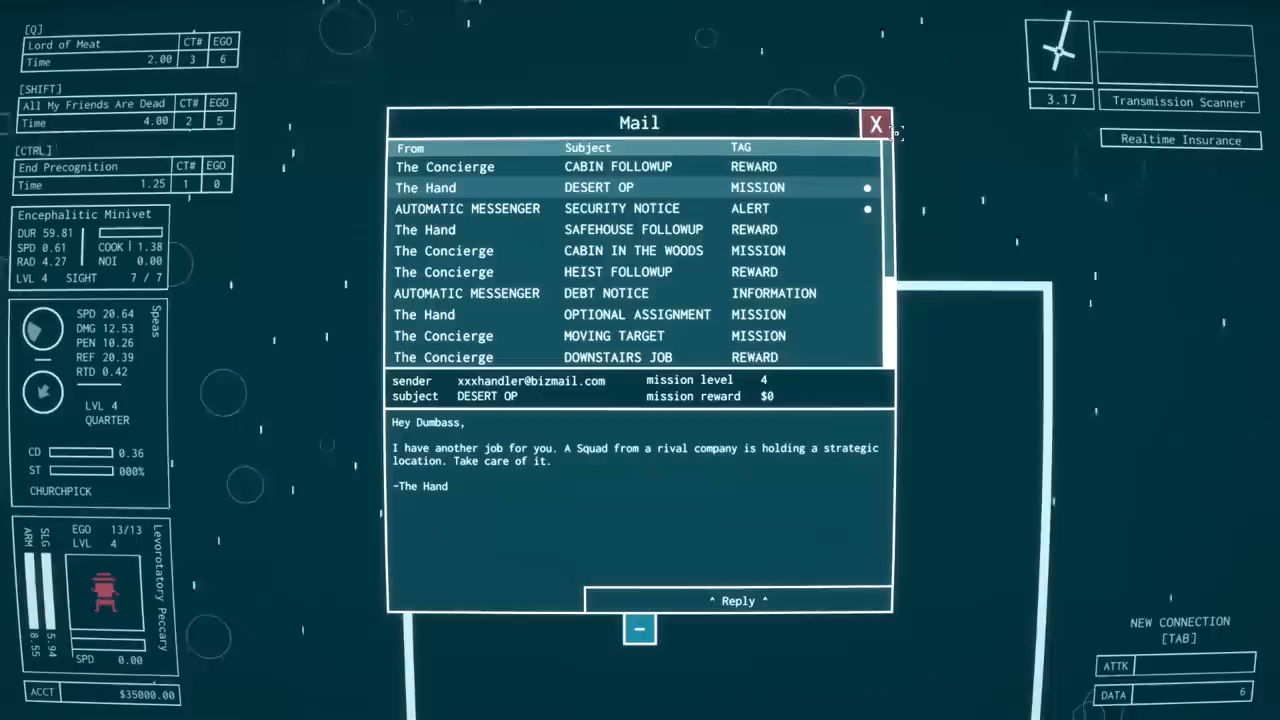 [Q]
Lord of Meat CT# EGO
Time 2.00 3 6
[SHIFT]
All My Friends Are Dead CT# EGO
Time 4.00 2 5
[CTRL]
End Precognition CT# EGO
Time 1.25 1 0
Encephalitic Minivet
DUR 59.81
SPD 0.61 COOK 1.38
RAD 4.27 NOI 0.00
LVL 4 SIGHT 7 / 7
Speas
SPD 20.64
DMG 12.53
PEN 10.26
REF 20.39
RTD 0.42
LVL 4
QUARTER
CD 0.36
ST 000%
CHURCHPICK
ARM SLG EGO 13/13
LVL 4
Levorotatory Peccary
8.55 5.94
SPD 0.00
ACCT $35000.00
Mail X
From Subject TAG
The Concierge CABIN FOLLOWUP REWARD
The Hand DESERT OP MISSION
AUTOMATIC MESSENGER SECURITY NOTICE ALERT
The Hand SAFEHOUSE FOLLOWUP REWARD
The Concierge CABIN IN THE WOODS MISSION
The Concierge HEIST FOLLOWUP REWARD
AUTOMATIC MESSENGER DEBT NOTICE INFORMATION
The Hand OPTIONAL ASSIGNMENT MISSION
The Concierge MOVING TARGET MISSION
The Concierge DOWNSTAIRS JOB REWARD
sender xxxhandler@bizmail.com mission level 4
subject DESERT OP mission reward $0
Hey Dumbass,
I have another job for you. A Squad from a rival company is holding a strategic
location. Take care of it.
-The Hand
^ Reply ^
-
3.17 Transmission Scanner
Realtime Insurance
NEW CONNECTION
[TAB]
ATTK
DATA 6